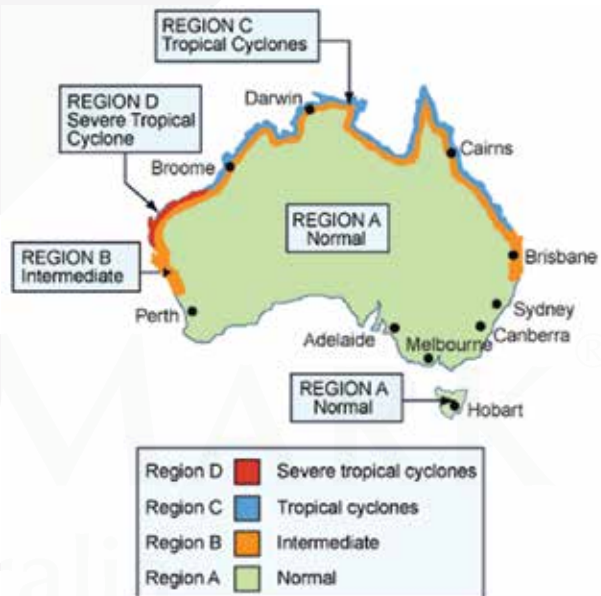 REGION C
Tropical Cyclones
REGION D
Severe Tropical
Cyclone
Darwin
Broome
Cairns
REGION A
Normal
REGION B
Intermediate
Brisbane
Perth
Sydney
Adelaide
Canberra
Melbourne
REGION A
Normal
Hobart
Region D Severe tropical cyclones
Region C Tropical cyclones
Region B Intermediate
Region A Normal